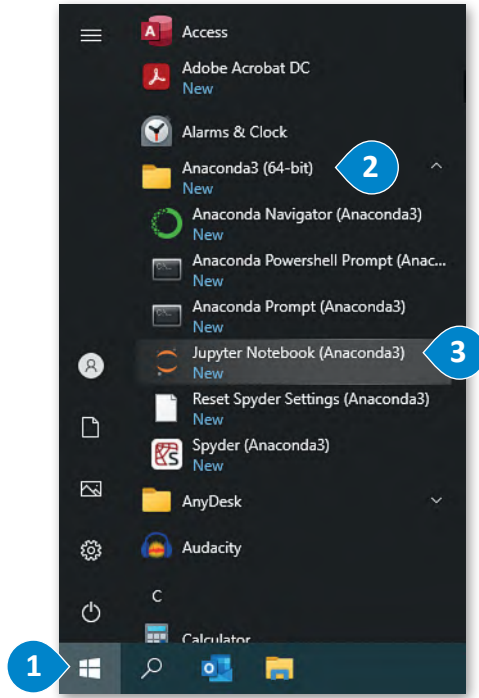 Access
Adobe Acrobat DC
New
Alarms & Clock
Anaconda3 (64-bit)
2
New
Anaconda Navigator (Anaconda3)
New
Anaconda Powershell Prompt (Anac...
New
Anaconda Prompt (Anaconda3)
New
Jupyter Notebook (Anaconda3)
3
New
Reset Spyder Settings (Anaconda3)
New
Spyder (Anaconda3)
New
AnyDesk
Audacity
C
Calculator
1